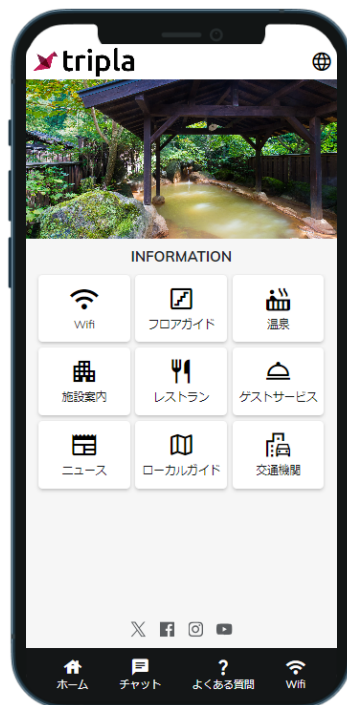 tripla
INFORMATION
Wifi
フロアガイド
温泉
施設案内
レストラン
ゲストサービス
ニュース
ローカルガイド
交通機関
ホーム
チャット
よくある質問
Wifi